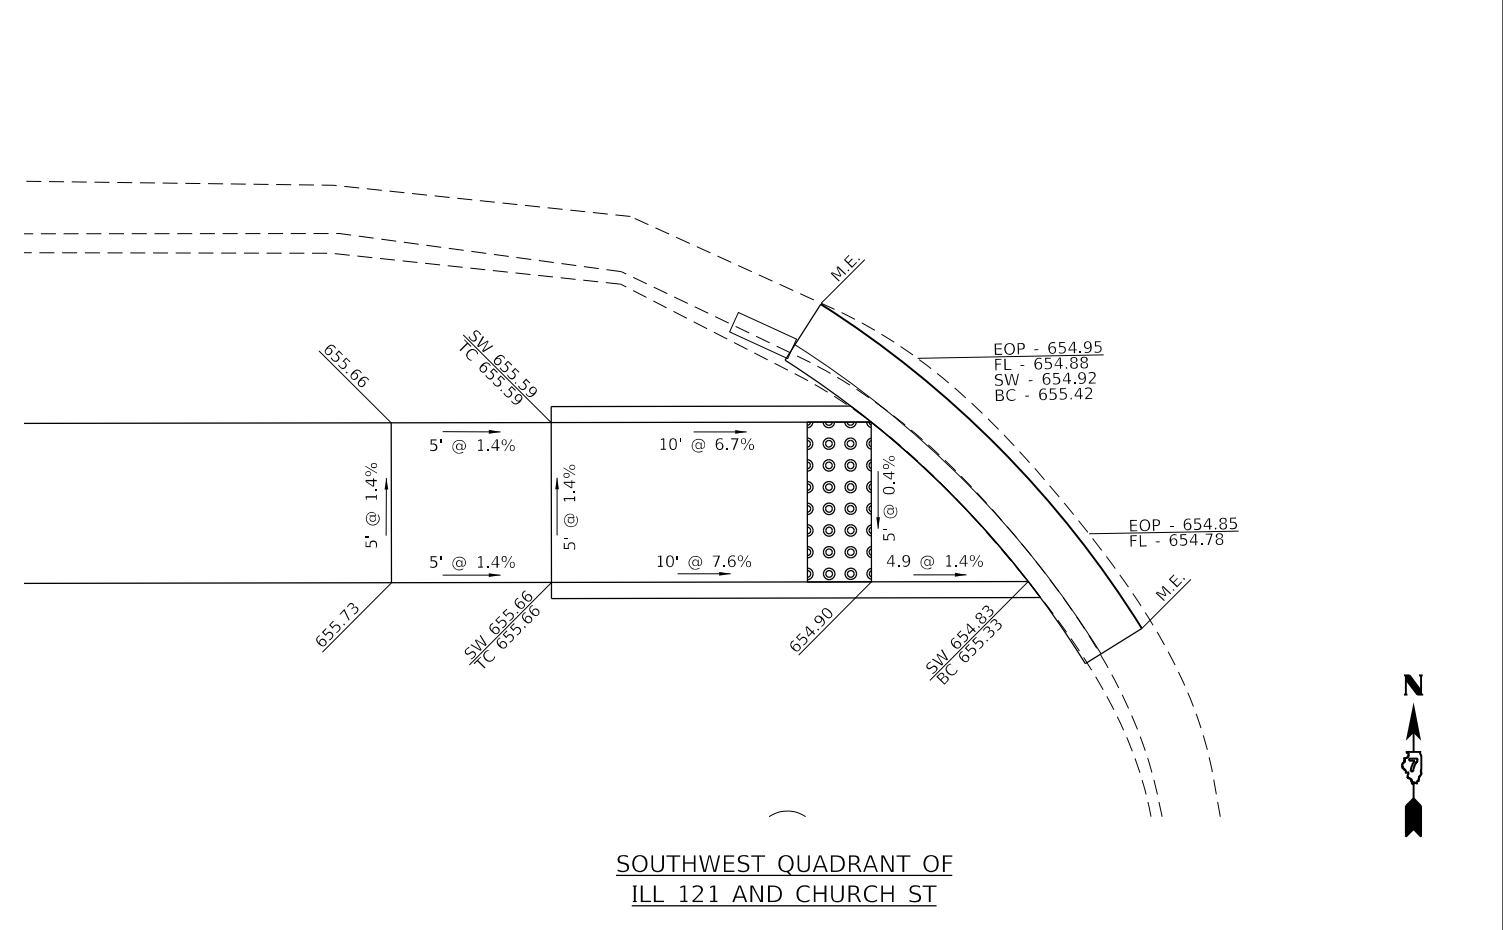 M.E.
EOP - 654.95
FL - 654.88
SW - 654.92
BC - 655.42
655.66
SW 655.59
TC 655.59
5' @ 1.4%
10' @ 6.7%
5' @ 1.4%
5' @ 1.4%
5' @ 0.4%
EOP - 654.85
FL - 654.78
5' @ 1.4%
10' @ 7.6%
4.9 @ 1.4%
M.E.
655.73
SW 655.66
TC 655.66
654.90
SW 654.83
BC 655.33
N
7
SOUTHWEST QUADRANT OF
ILL 121 AND CHURCH ST